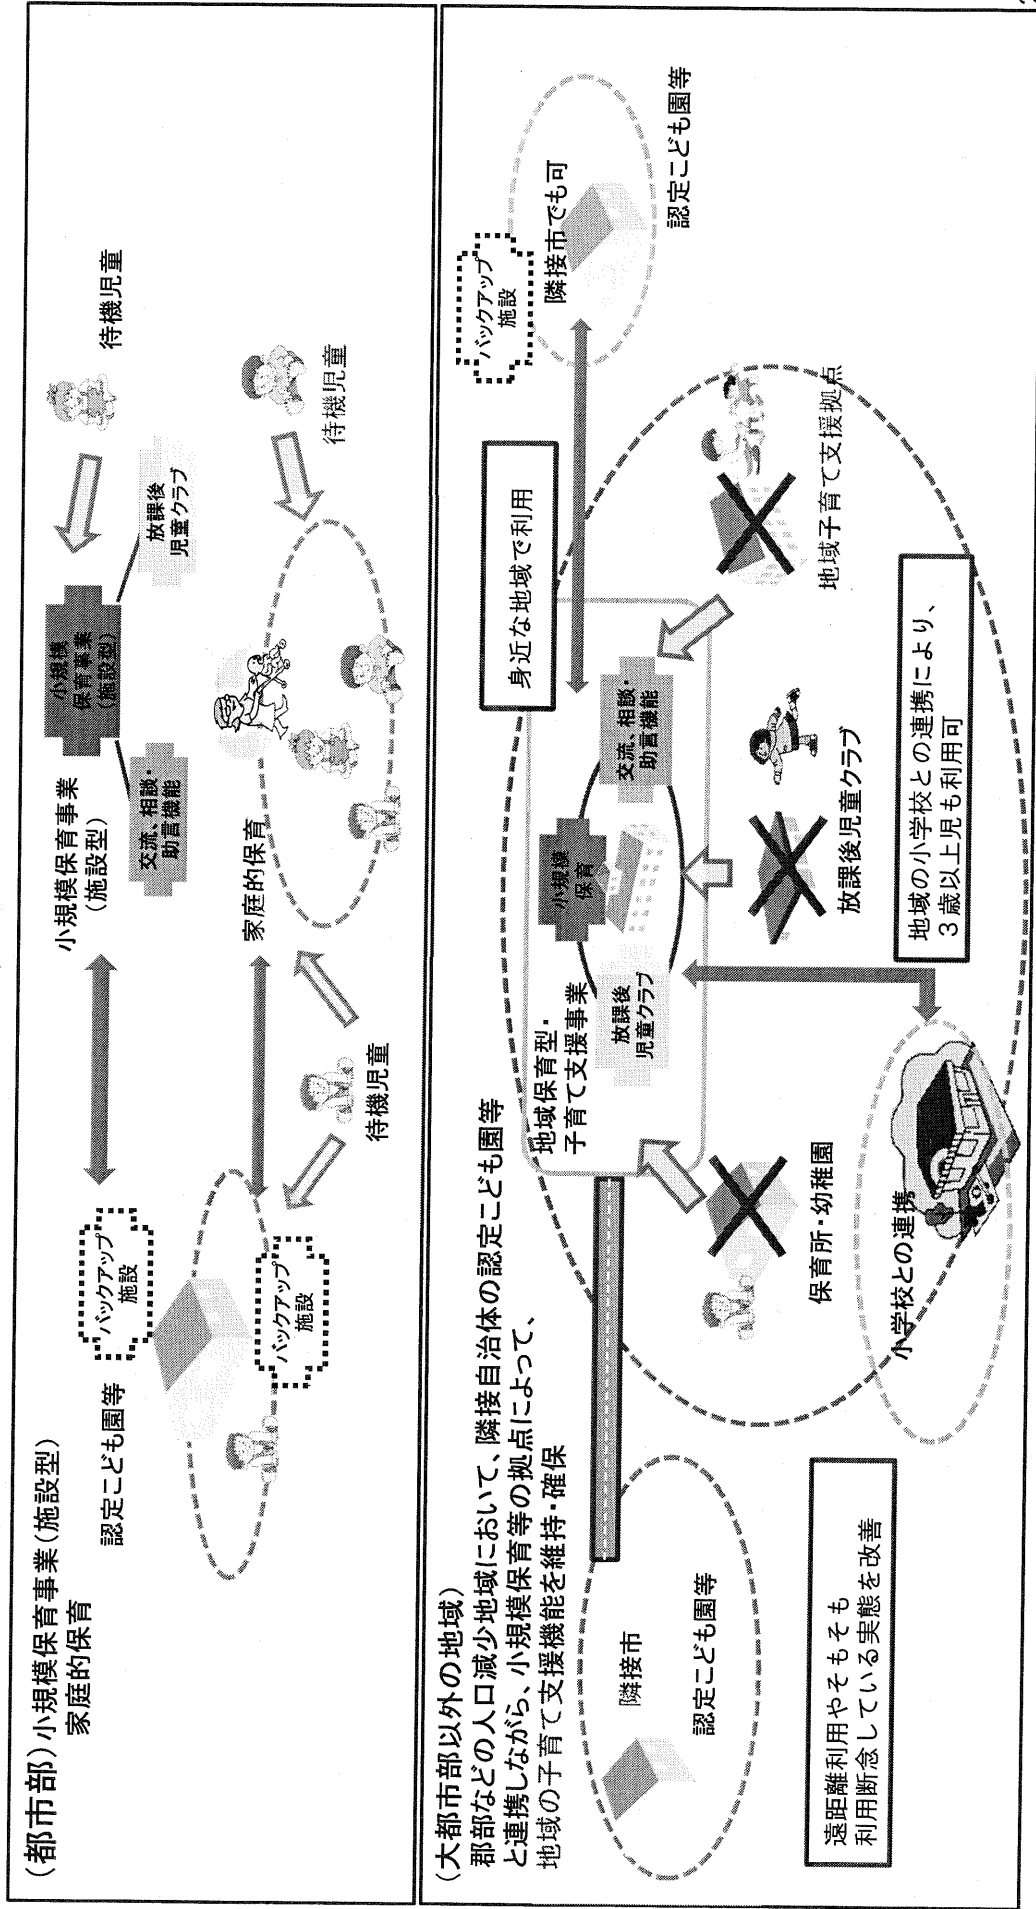 (都市部)小規模保育事業(施設型)
家庭的保育
認定こども園等
バックアップ
施設
バックアップ
施設
待機児童
小規模保育事業
(施設型)
小規模
保育事業
(施設型)
交流、相談・
助言機能
放課後
児童クラブ
待機児童
家庭的保育
待機児童
(大都市部以外の地域)
郡部などの人口減少地域において、隣接自治体の認定こども園等
と連携しながら、小規模保育等の拠点によって、
地域の子育て支援機能を維持・確保
隣接市
認定こども園等
遠距離利用やそもそも
利用断念している実態を改善
地域保育型・
子育て支援事業
小規模
保育
放課後
児童クラブ
交流、相談・
助言機能
身近な地域で利用
バックアップ
施設
隣接市でも可
認定こども園等
保育所・幼稚園
放課後児童クラブ
地域子育て支援拠点
小学校との連携
地域の小学校との連携により、
3歳以上児も利用可